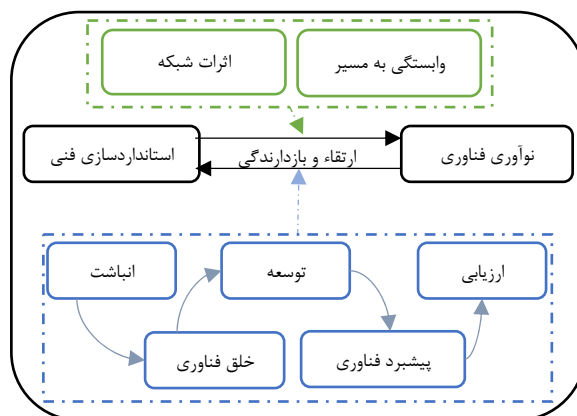 وابستگی به مسیر
اثرات شبکه
نوآوری فناوری
ارتقاء و بازدارندگی
استانداردسازی فنی
ارزیابی
توسعه
انباشت
پیشبرد فناوری
خلق فناوری